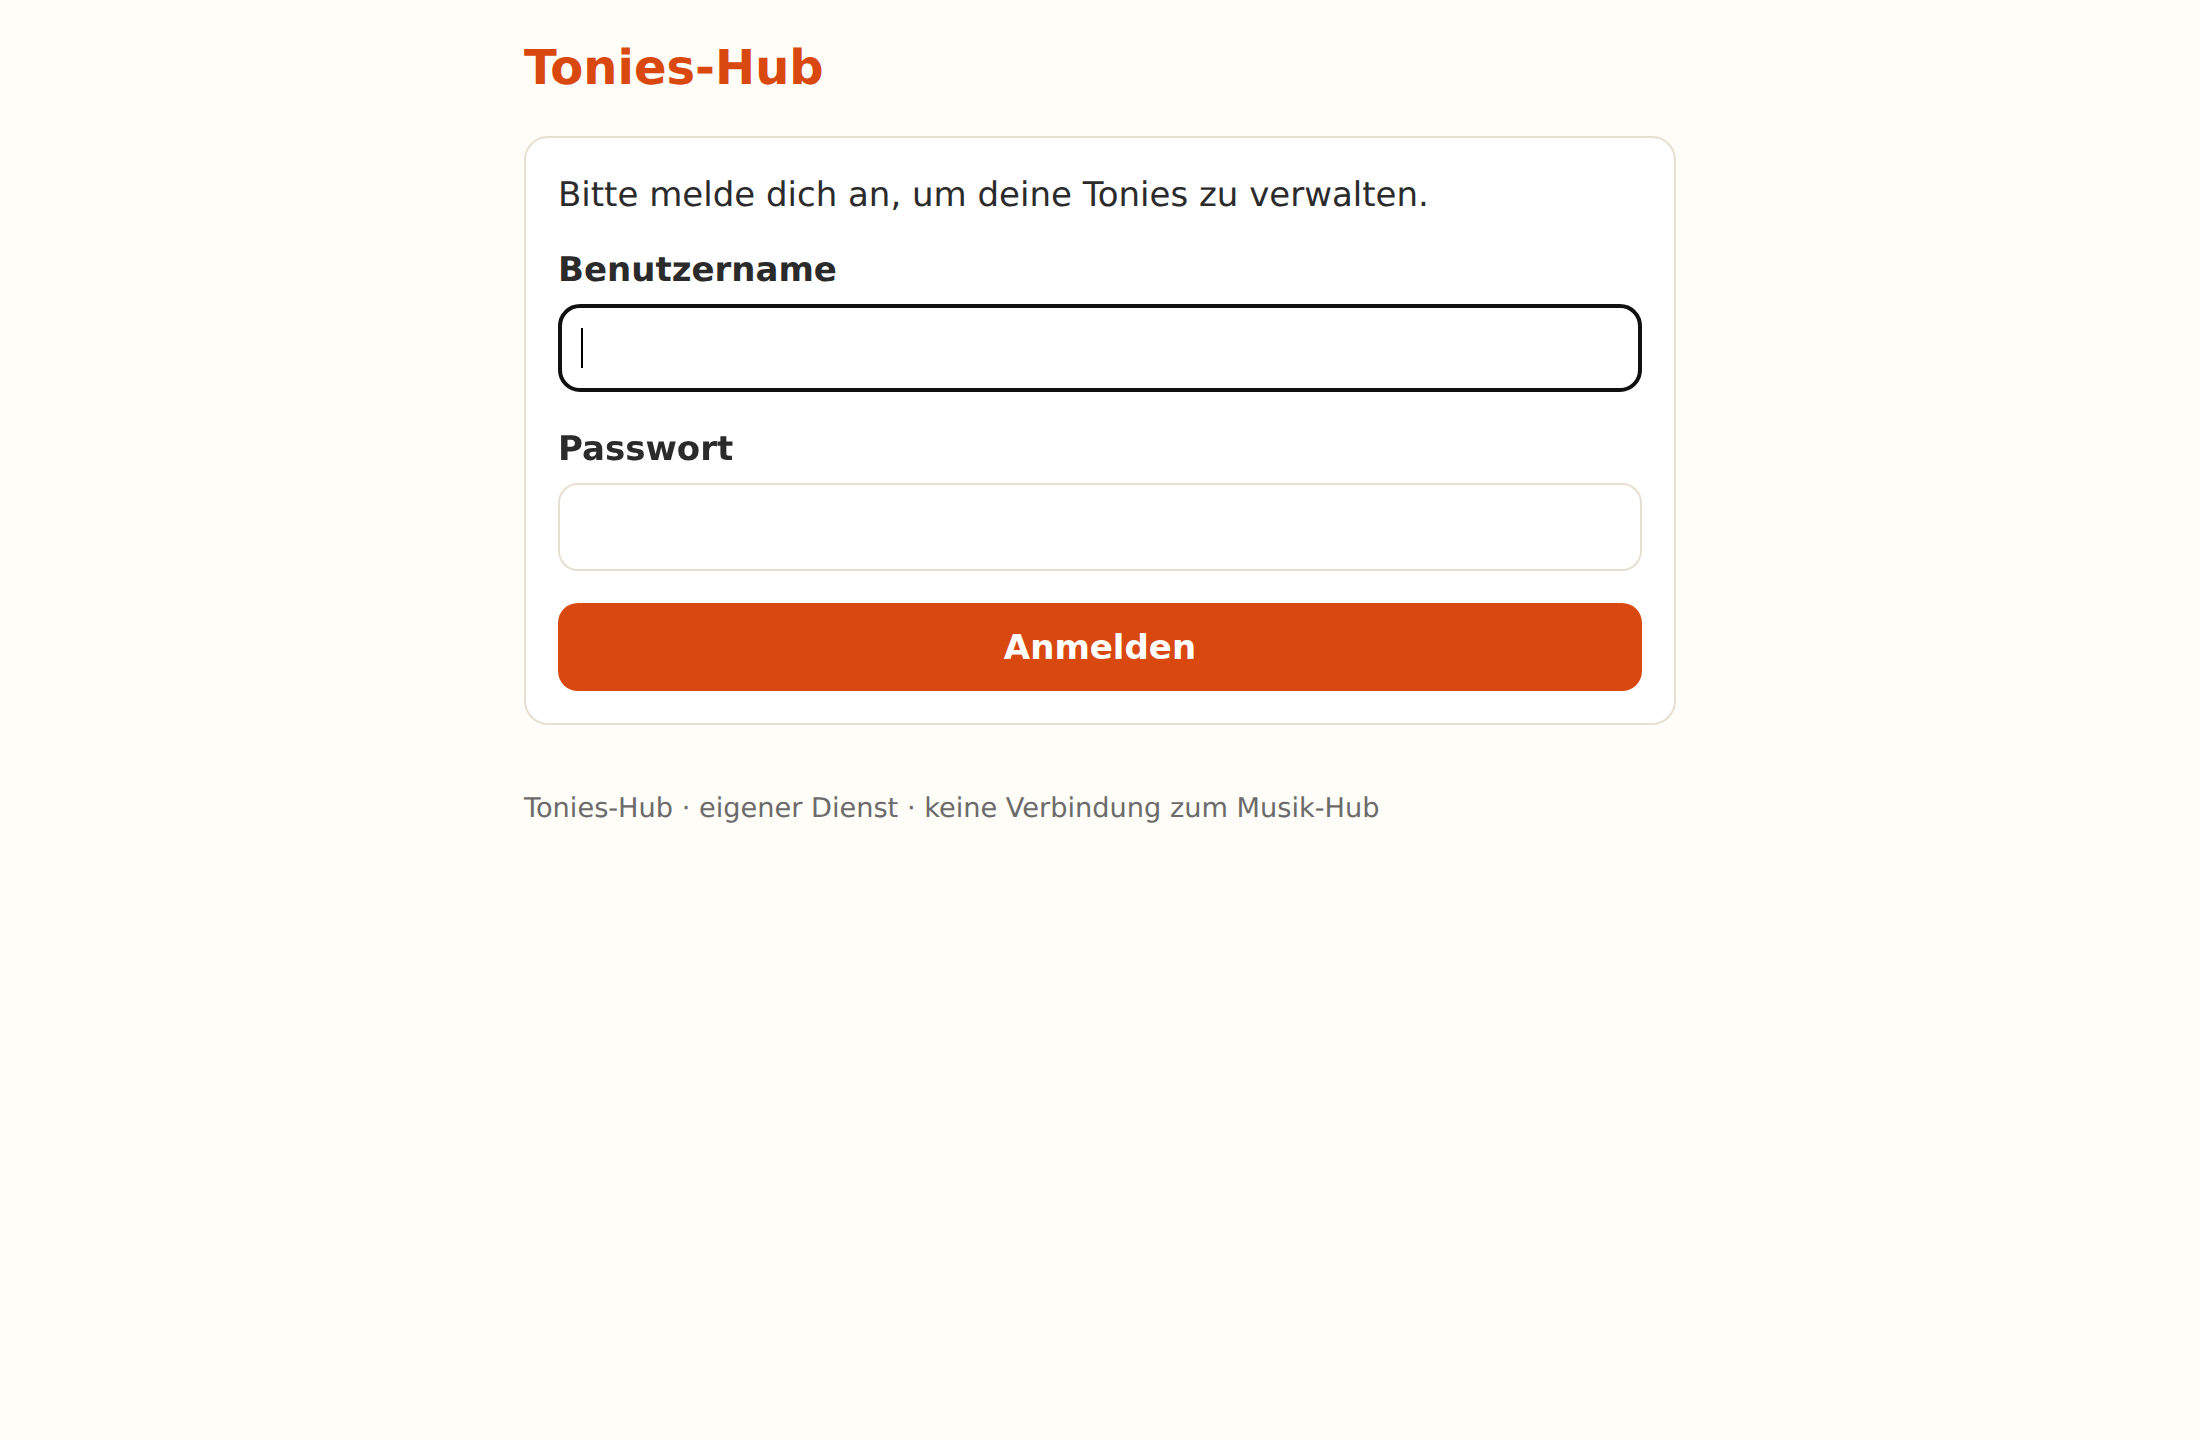 Tonies-Hub
Bitte melde dich an, um deine Tonies zu verwalten.
Benutzername
Passwort
Anmelden
Tonies-Hub · eigener Dienst · keine Verbindung zum Musik-Hub